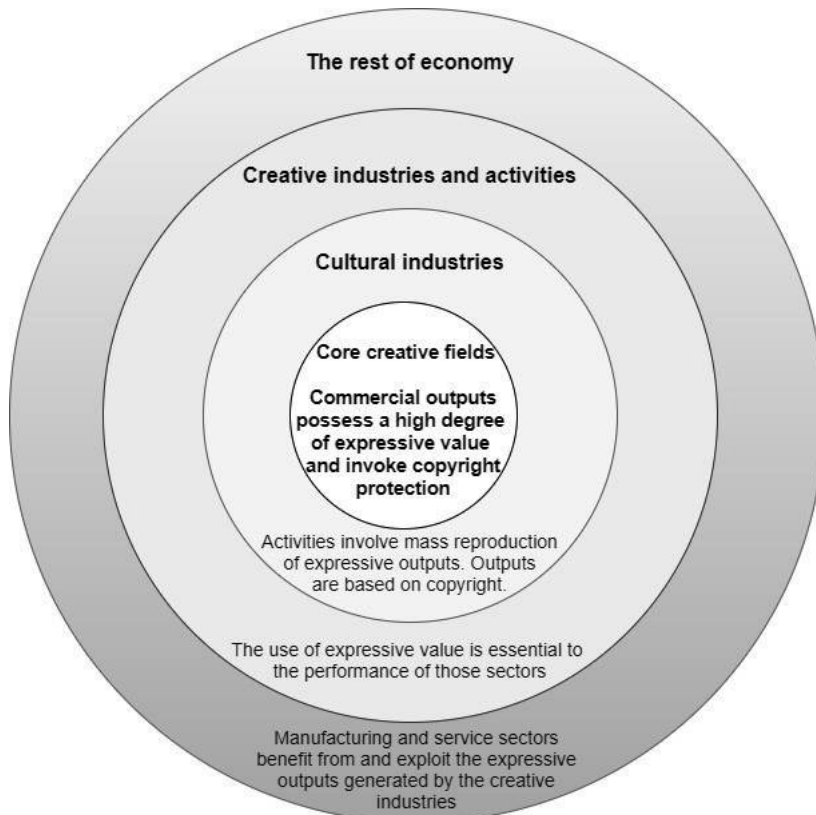 The rest of economy
Creative industries and activities
Cultural industries
Core creative fields
Commercial outputs
possess a high degree
of expressive value
and invoke copyright
protection
Activities involve mass reproduction
of expressive outputs. Outputs
are based on copyright.
The use of expressive value is essential to
the performance of those sectors
Manufacturing and service sectors
benefit from and exploit the expressive
outputs generated by the creative
industries